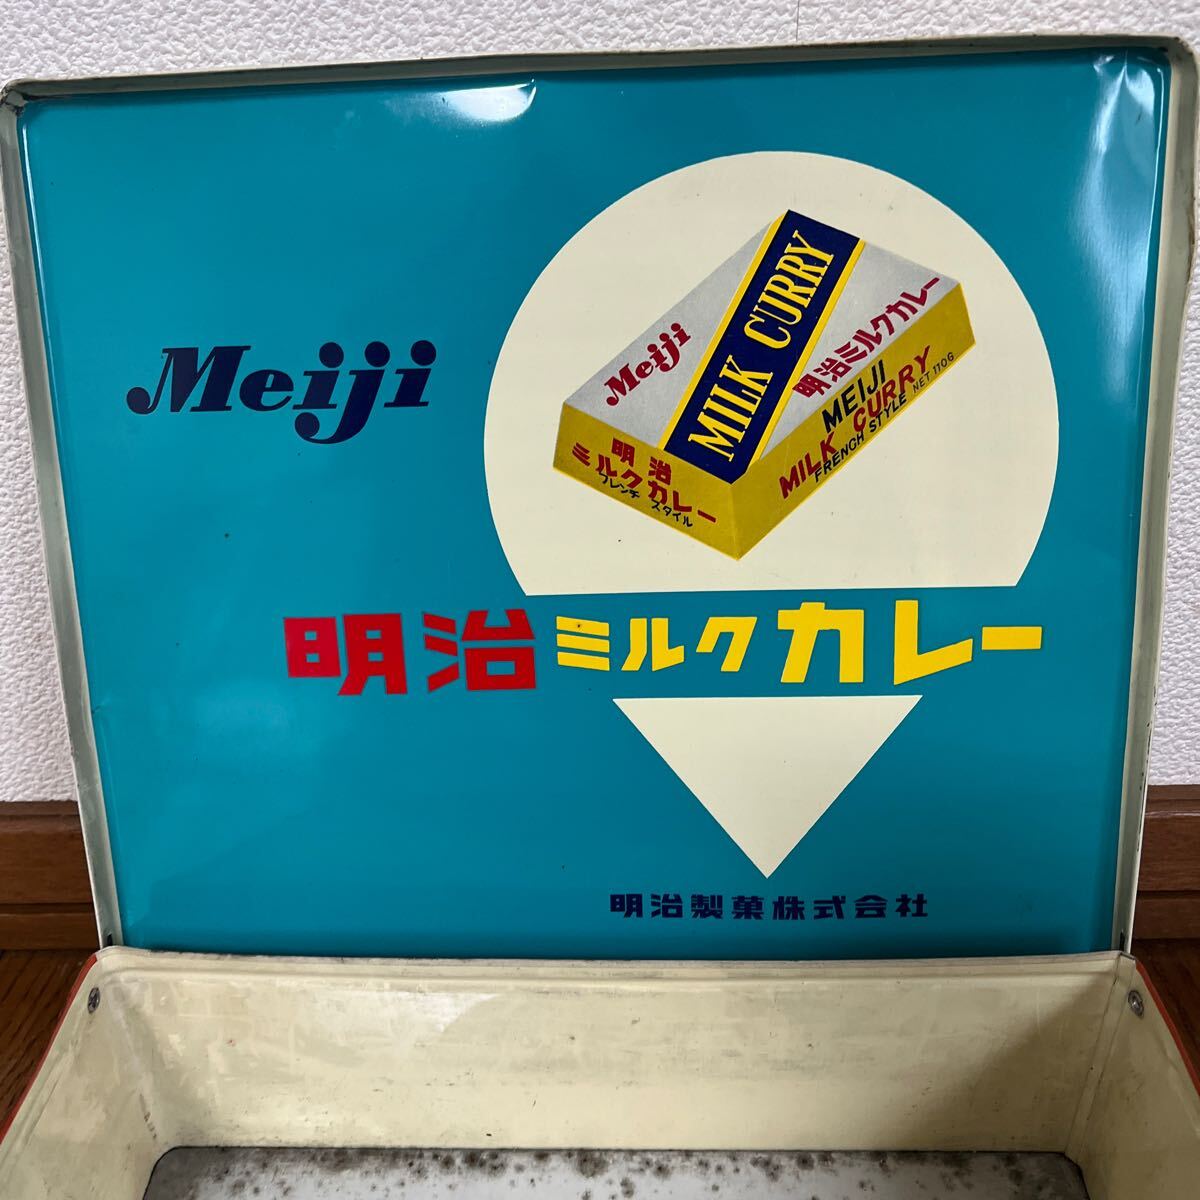 Meiji
MILK CURRY
Meiji
明治ミルクカレー
明治
ミルクカレー
フレンチ スタイル
MEIJI
MILK CURRY
FRENCH STYLE NET 110G
明治ミルクカレー
明治製菓株式会社